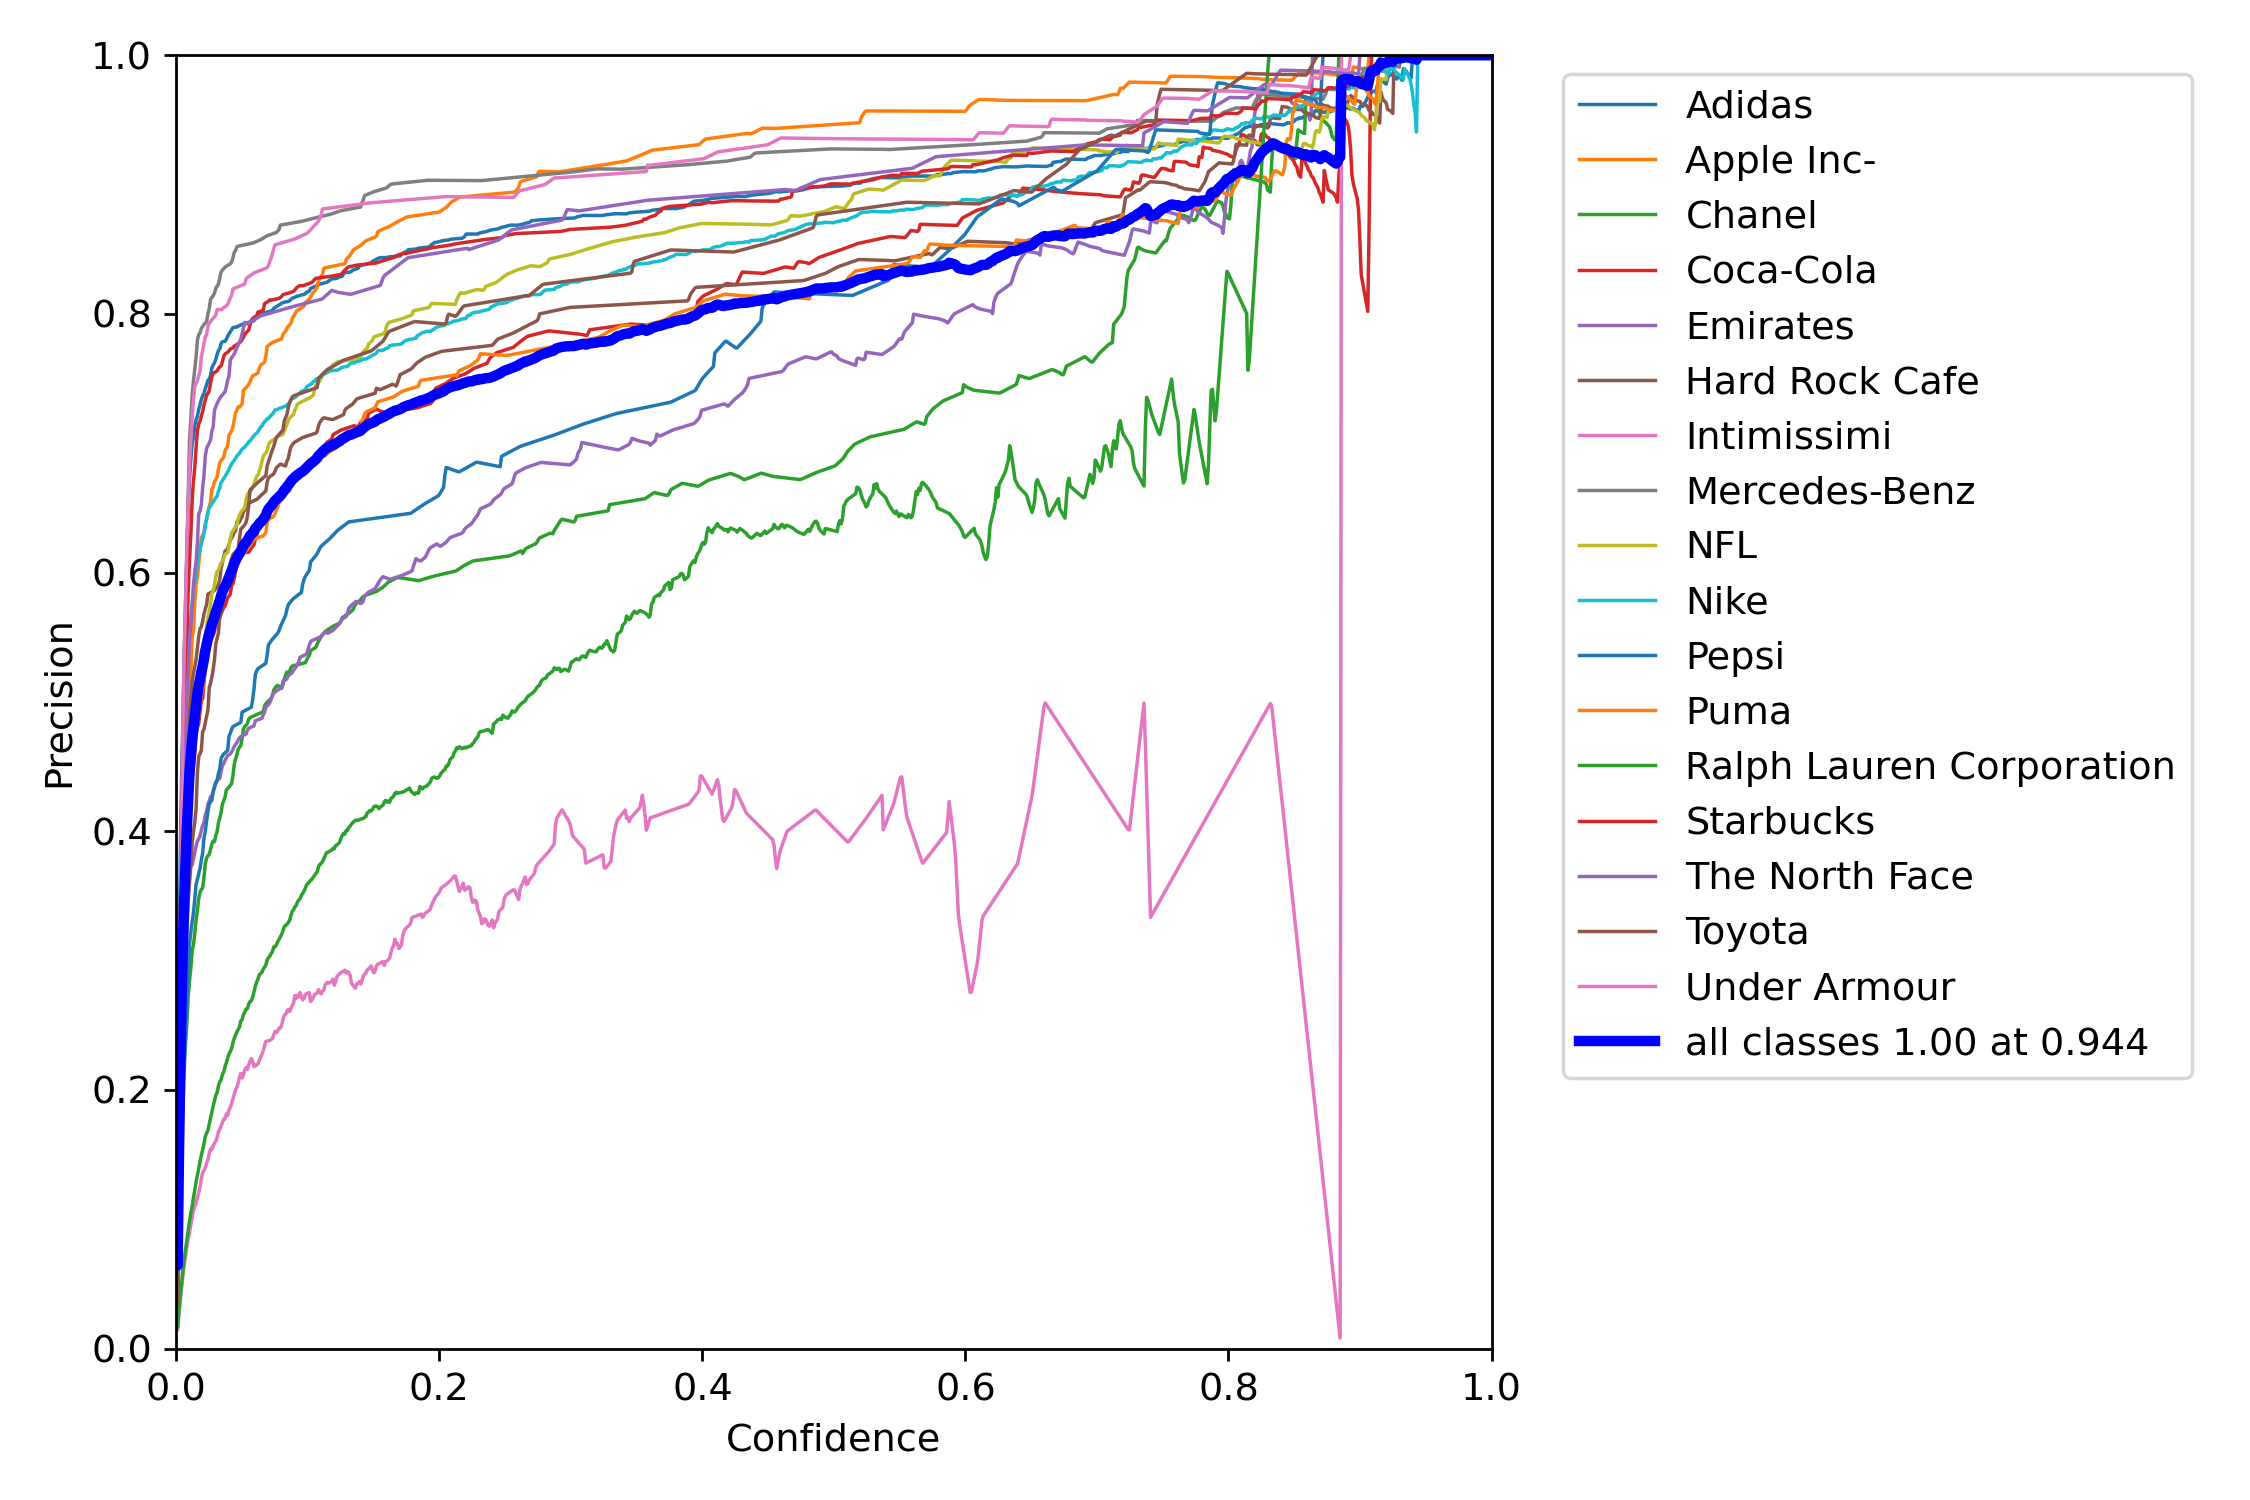 1.0
0.8
0.6
0.4
0.2
0.0
Precision
0.0 0.2 0.4 0.6 0.8 1.0
Confidence
Adidas
Apple Inc-
Chanel
Coca-Cola
Emirates
Hard Rock Cafe
Intimissimi
Mercedes-Benz
NFL
Nike
Pepsi
Puma
Ralph Lauren Corporation
Starbucks
The North Face
Toyota
Under Armour
all classes 1.00 at 0.944